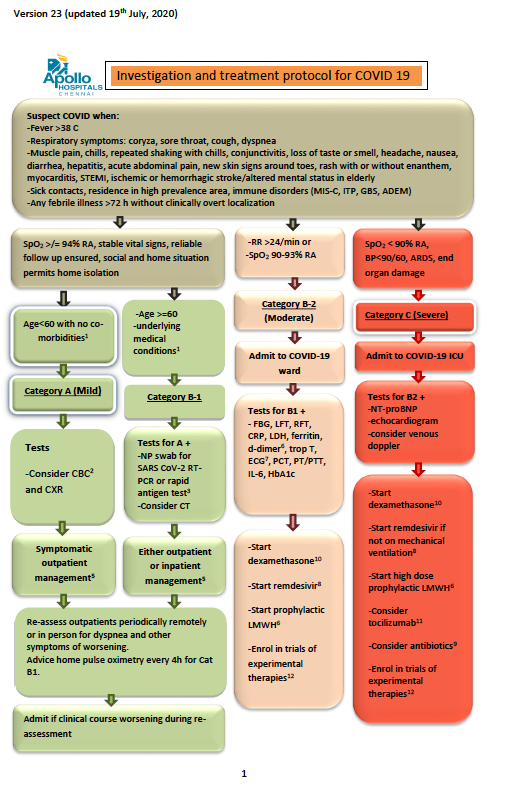 Version 23 (updated 19th July, 2020)
Apollo
HOSPITALS
CHENNAI
Investigation and treatment protocol for COVID 19
Suspect COVID when:
-Fever >38 C
-Respiratory symptoms: coryza, sore throat, cough, dyspnea
-Muscle pain, chills, repeated shaking with chills, conjunctivitis, loss of taste or smell, headache, nausea,
diarrhea, hepatitis, acute abdominal pain, new skin signs around toes, rash with or without enanthem,
myocarditis, STEMI, ischemic or hemorrhagic stroke/altered mental status in elderly
-Sick contacts, residence in high prevalence area, immune disorders (MIS-C, ITP, GBS, ADEM)
-Any febrile illness >72 h without clinically overt localization
SpO2 >/= 94% RA, stable vital signs, reliable
follow up ensured, social and home situation
permits home isolation
Age<60 with no co-
morbidities1
Category A (Mild)
Tests
-Consider CBC2
and CXR
Symptomatic
outpatient
management5
-Age >=60
-underlying
medical
conditions1
Category B-1
Tests for A +
-NP swab for
SARS CoV-2 RT-
PCR or rapid
antigen test3
-Consider CT
Either outpatient
or inpatient
management5
Re-assess outpatients periodically remotely
or in person for dyspnea and other
symptoms of worsening.
Advice home pulse oximetry every 4h for Cat
B1.
Admit if clinical course worsening during re-
assessment
-RR >24/min or
-SpO2 90-93% RA
Category B-2
(Moderate)
Admit to COVID-19
ward
Tests for B1 +
- FBG, LFT, RFT,
CRP, LDH, ferritin,
d-dimer6, trop T,
ECG7, PCT, PT/PTT,
IL-6, HbA1c
-Start
dexamethasone10
-Start remdesivir8
-Start prophylactic
LMWH6
-Enrol in trials of
experimental
therapies12
SpO2 < 90% RA,
BP<90/60, ARDS, end
organ damage
Category C (Severe)
Admit to COVID-19 ICU
Tests for B2 +
-NT-proBNP
-echocardiogram
-consider venous
doppler
-Start
dexamethasone10
-Start remdesivir if
not on mechanical
ventilation8
-Start high dose
prophylactic LMWH6
-Consider
tocilizumab11
-Consider antibiotics9
-Enrol in trials of
experimental
therapies12
1